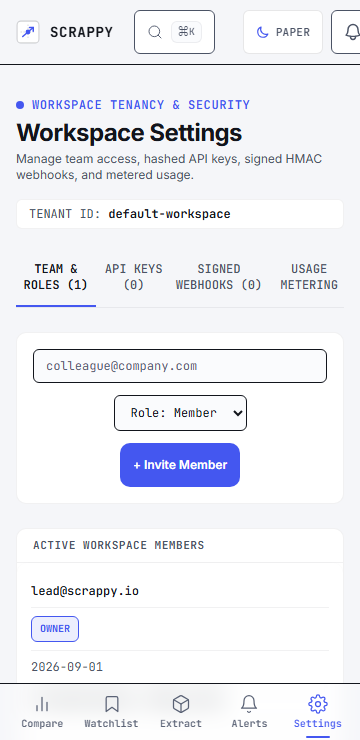 SCRAPPY
⌘K
PAPER
WORKSPACE TENANCY & SECURITY
Workspace Settings
Manage team access, hashed API keys, signed HMAC
webhooks, and metered usage.
TENANT ID: default-workspace
TEAM &
ROLES (1)
API KEYS
(0)
SIGNED
WEBHOOKS (0)
USAGE
METERING
colleague@company.com
Role: Member
+ Invite Member
ACTIVE WORKSPACE MEMBERS
lead@scrappy.io
OWNER
2026-09-01
Compare
Watchlist
Extract
Alerts
Settings